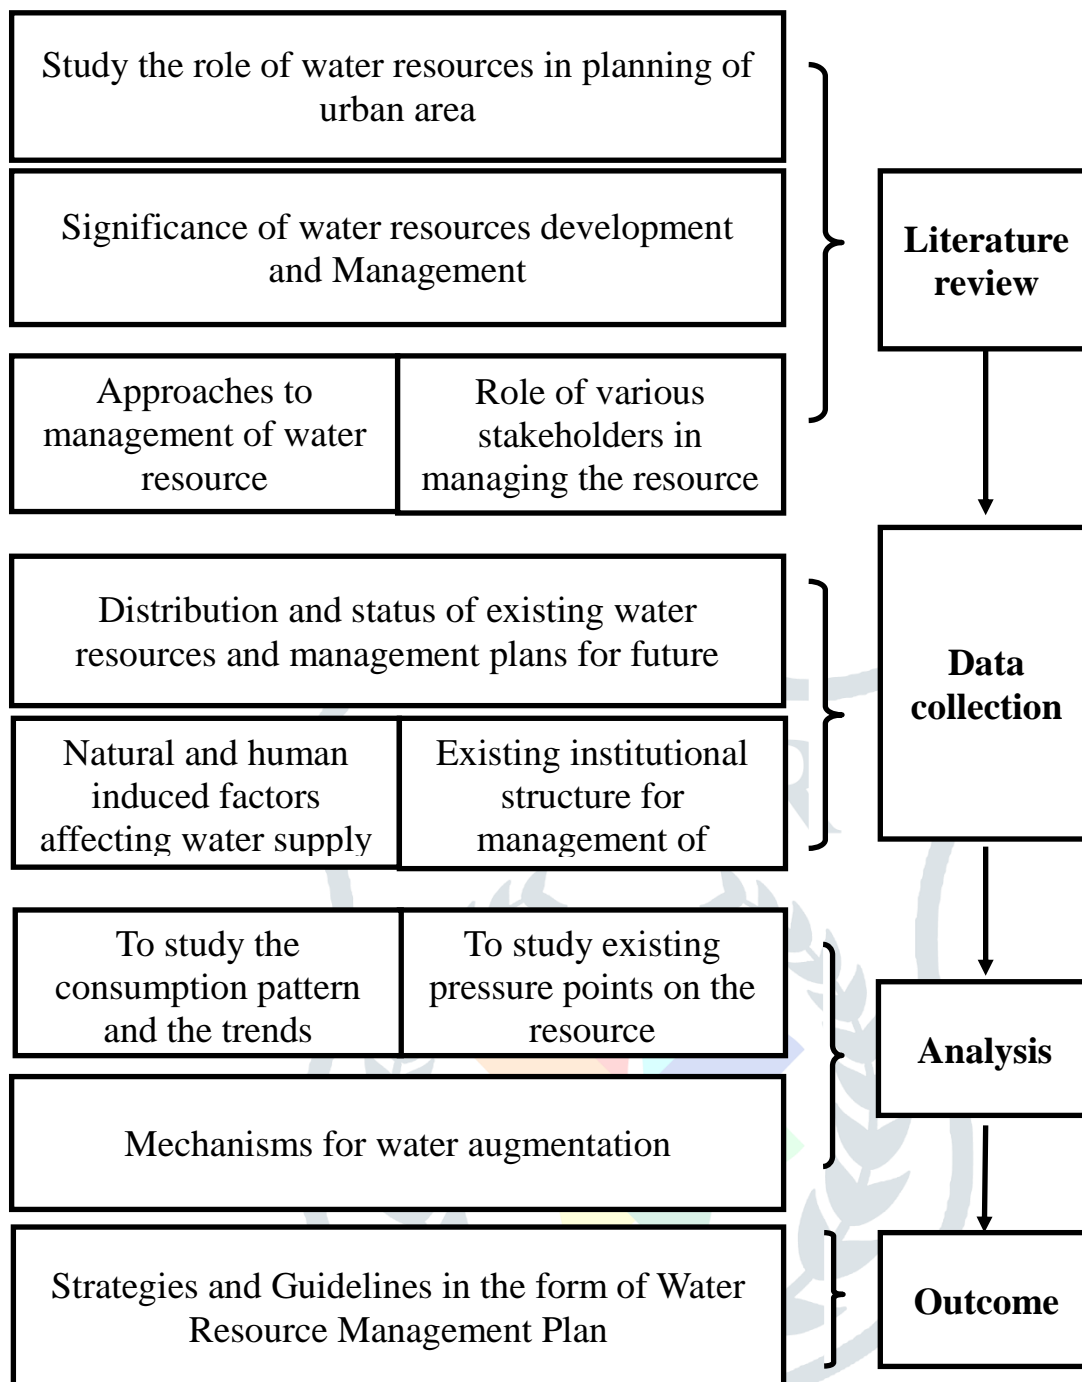 Study the role of water resources in planning of
urban area
Significance of water resources development
and Management
Literature
review
Approaches to
management of water
resource
Role of various
stakeholders in
managing the resource
Distribution and status of existing water
resources and management plans for future
Data
collection
Natural and human
induced factors
affecting water supply
Existing institutional
structure for
management of
To study the
consumption pattern
and the trends
To study existing
pressure points on the
resource
Analysis
Mechanisms for water augmentation
Strategies and Guidelines in the form of Water
Resource Management Plan
Outcome